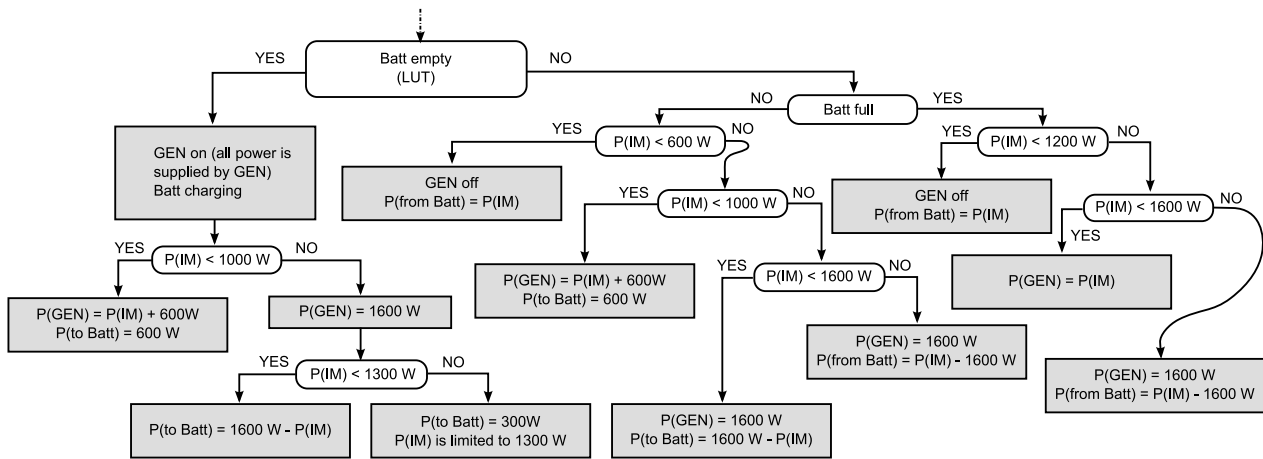 Batt empty
(LUT)
YES
NO
Batt full
NO
YES
GEN on (all power is
supplied by GEN)
Batt charging
YES
P(IM) < 600 W
NO
YES
P(IM) < 1200 W
NO
GEN off
P(from Batt) = P(IM)
GEN off
P(from Batt) = P(IM)
YES
P(IM) < 1000 W
NO
P(IM) < 1600 W
NO
YES
YES
P(IM) < 1000 W
NO
P(GEN) = P(IM) + 600W
P(to Batt) = 600 W
YES
P(IM) < 1600 W
NO
P(GEN) = P(IM)
P(GEN) = P(IM) + 600W
P(to Batt) = 600 W
P(GEN) = 1600 W
P(GEN) = 1600 W
P(from Batt) = P(IM) - 1600 W
YES
P(IM) < 1300 W
NO
P(GEN) = 1600 W
P(from Batt) = P(IM) - 1600 W
P(to Batt) = 1600 W - P(IM)
P(to Batt) = 300W
P(IM) is limited to 1300 W
P(GEN) = 1600 W
P(to Batt) = 1600 W - P(IM)